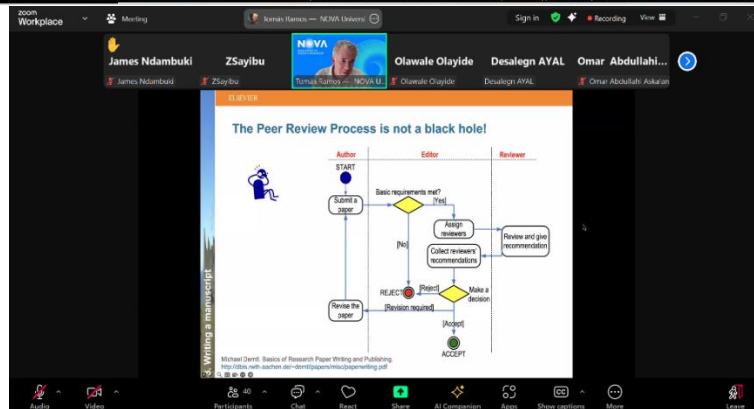 zoom
Workplace
Meeting
Tomás Ramos — NOVA Universi
Sign in
Recording
View
James Ndambuki
ZSayibu
NOVA
Olawale Olayide
Desalegn AYAL
Omar Abdullahi...
James Ndambuki
ZSayibu
Tomás Ramos — NOVA U...
Olawale Olayide
Desalegn AYAL
Omar Abdullahi Askalan
ELSEVIER
The Peer Review Process is not a black hole!
Author
Editor
Reviewer
START
Basic requirements met?
Submit a
paper
[Yes]
Assign
reviewers
Review and give
recommendation
[No]
Collect reviewers'
recommendations
REJECT
[Reject]
Make a
decision
Revise the
paper
[Revision required]
[Accept]
ACCEPT
Writing a manuscript
Michael Derntl. Basics of Research Paper Writing and Publishing.
http://dbis.rwth-aachen.de/~derntl/papers/misc/paperwriting.pdf
Audio
Video
40
Participants
Chat
React
Share
AI Companion
Apps
CC
Show captions
More
Leave